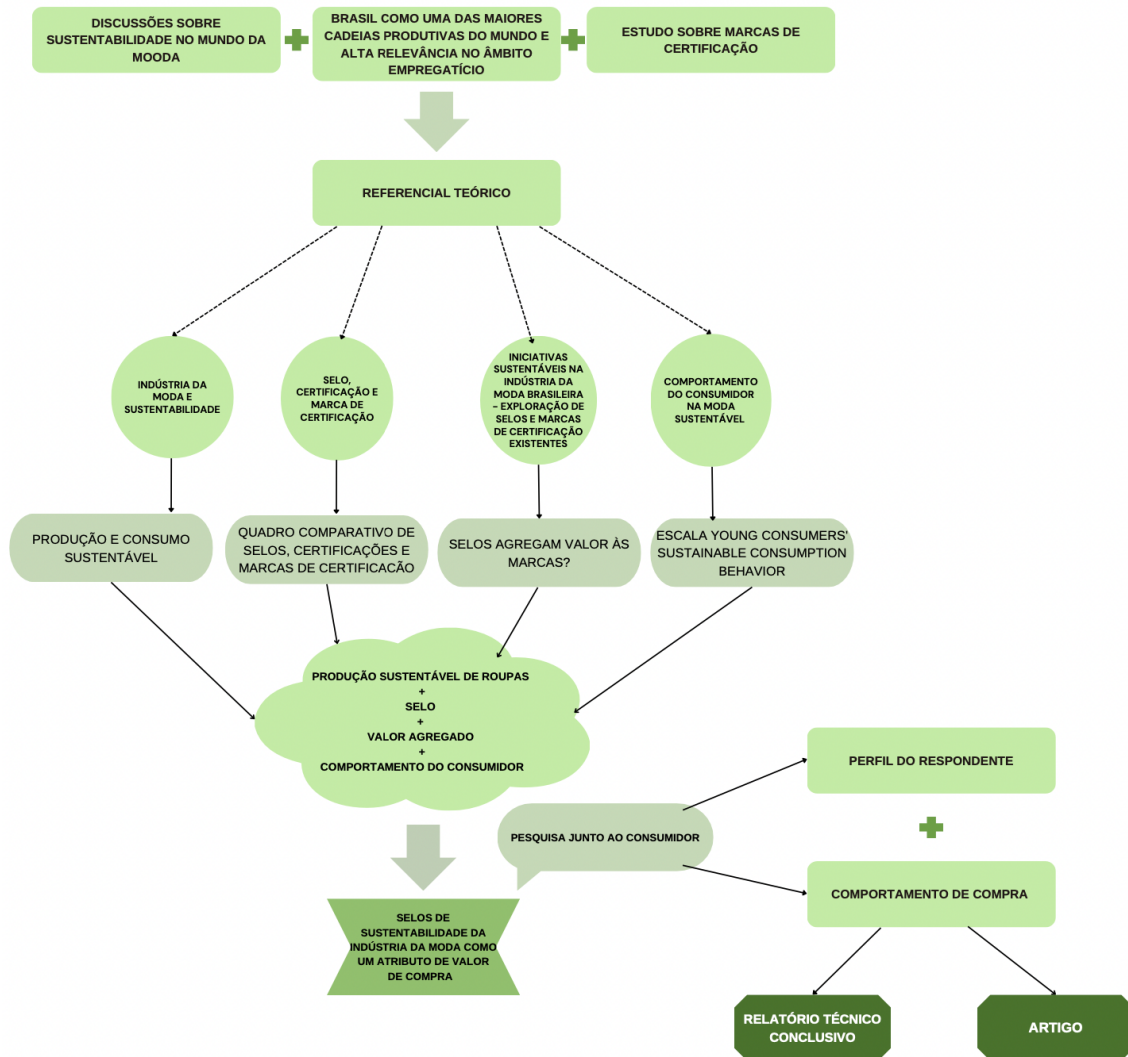 DISCUSSÕES SOBRE
SUSTENTABILIDADE NO MUNDO DA
MOODA
BRASIL COMO UMA DAS MAIORES
CADEIAS PRODUTIVAS DO MUNDO E
ALTA RELEVÂNCIA NO ÂMBITO
EMPREGATÍCIO
ESTUDO SOBRE MARCAS DE
CERTIFICAÇÃO
REFERENCIAL TEÓRICO
INDÚSTRIA DA
MODA E
SUSTENTABILIDADE
SELO,
CERTIFICAÇÃO E
MARCA DE
CERTIFICAÇÃO
INICIATIVAS
SUSTENTÁVEIS NA
INDÚSTRIA DA
MODA BRASILEIRA
- EXPLORAÇÃO DE
SELOS E MARCAS
DE CERTIFICAÇÃO
EXISTENTES
COMPORTAMENTO
DO CONSUMIDOR
NA MODA
SUSTENTÁVEL
PRODUÇÃO E CONSUMO
SUSTENTÁVEL
QUADRO COMPARATIVO DE
SELOS, CERTIFICAÇÕES E
MARCAS DE CERTIFICACÃO
SELOS AGREGAM VALOR ÀS
MARCAS?
ESCALA YOUNG CONSUMERS'
SUSTAINABLE CONSUMPTION
BEHAVIOR
PRODUÇÃO SUSTENTÁVEL DE ROUPAS
+
SELO
+
VALOR AGREGADO
+
COMPORTAMENTO DO CONSUMIDOR
PESQUISA JUNTO AO CONSUMIDOR
PERFIL DO RESPONDENTE
COMPORTAMENTO DE COMPRA
SELOS DE
SUSTENTABILIDADE DA
INDÚSTRIA DA MODA COMO
UM ATRIBUTO DE VALOR
DE COMPRA
RELATÓRIO TÉCNICO
CONCLUSIVO
ARTIGO